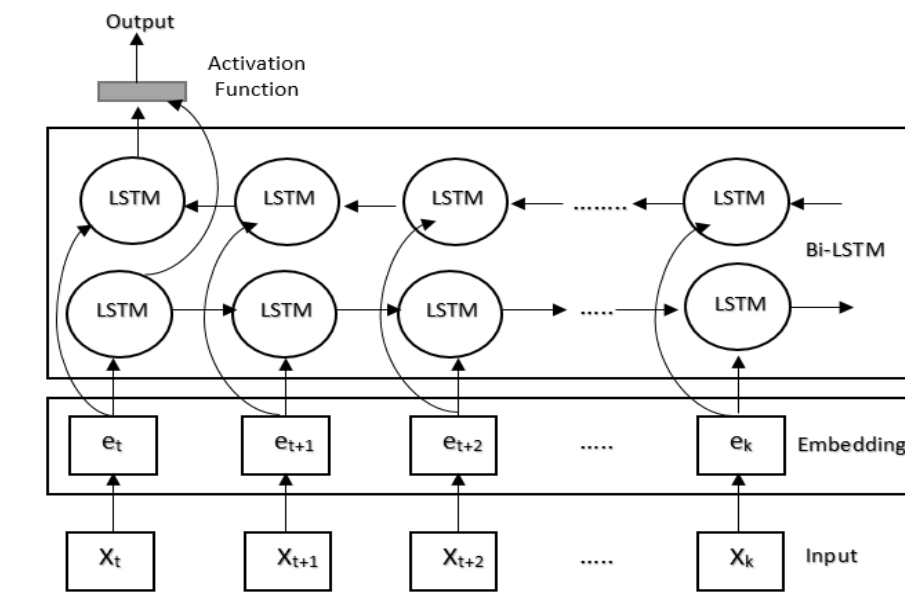 Output
Activation
Function
LSTM LSTM LSTM ........ LSTM
Bi-LSTM
LSTM LSTM LSTM ..... LSTM
eₜ eₜ₊₁ eₜ₊₂ ..... eₖ Embedding
Xₜ Xₜ₊₁ Xₜ₊₂ ..... Xₖ Input